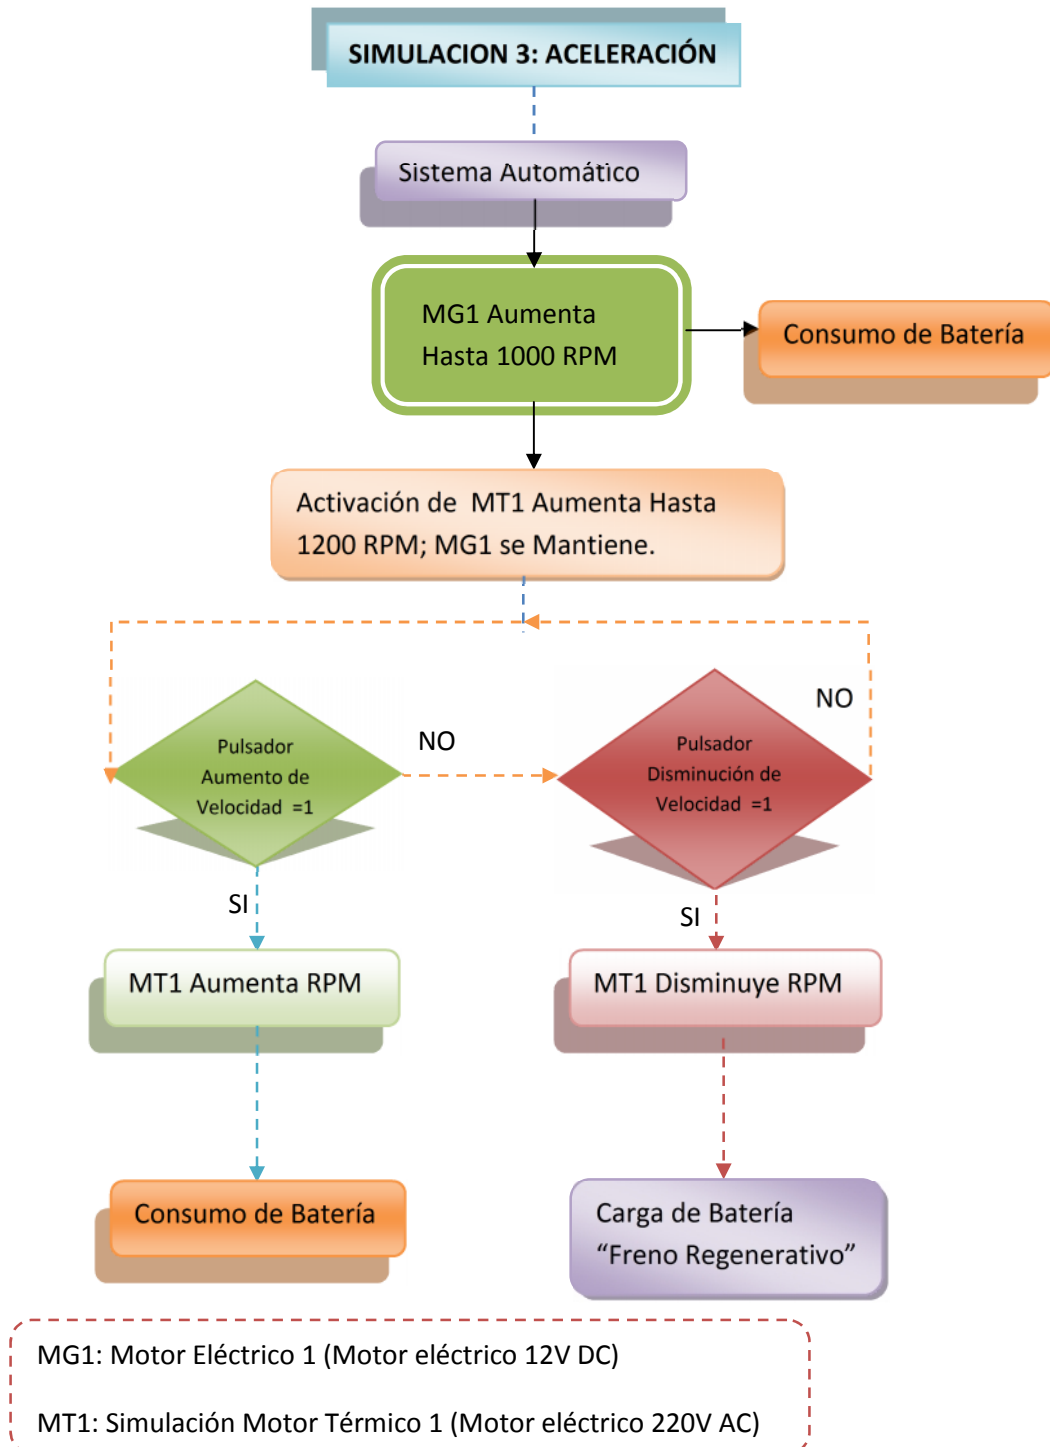 SIMULACION 3: ACELERACIÓN
Sistema Automático
MG1 Aumenta
Hasta 1000 RPM
Consumo de Batería
Activación de MT1 Aumenta Hasta
1200 RPM; MG1 se Mantiene.
Pulsador
Aumento de
Velocidad =1
NO
Pulsador
Disminución de
Velocidad =1
NO
SI
SI
MT1 Aumenta RPM
MT1 Disminuye RPM
Consumo de Batería
Carga de Batería
“Freno Regenerativo”
MG1: Motor Eléctrico 1 (Motor eléctrico 12V DC)
MT1: Simulación Motor Térmico 1 (Motor eléctrico 220V AC)